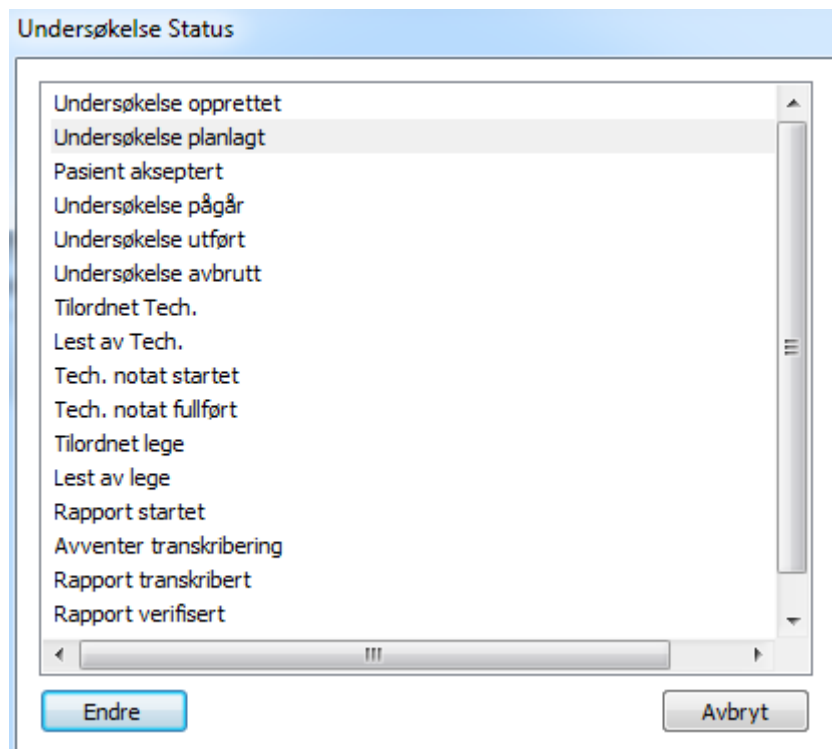 Undersøkelse Status
Undersøkelse opprettet
Undersøkelse planlagt
Pasient akseptert
Undersøkelse pågår
Undersøkelse utført
Undersøkelse avbrutt
Tilordnet Tech.
Lest av Tech.
Tech. notat startet
Tech. notat fullført
Tilordnet lege
Lest av lege
Rapport startet
Avventer transkribering
Rapport transkribert
Rapport verifisert
Endre Avbryt